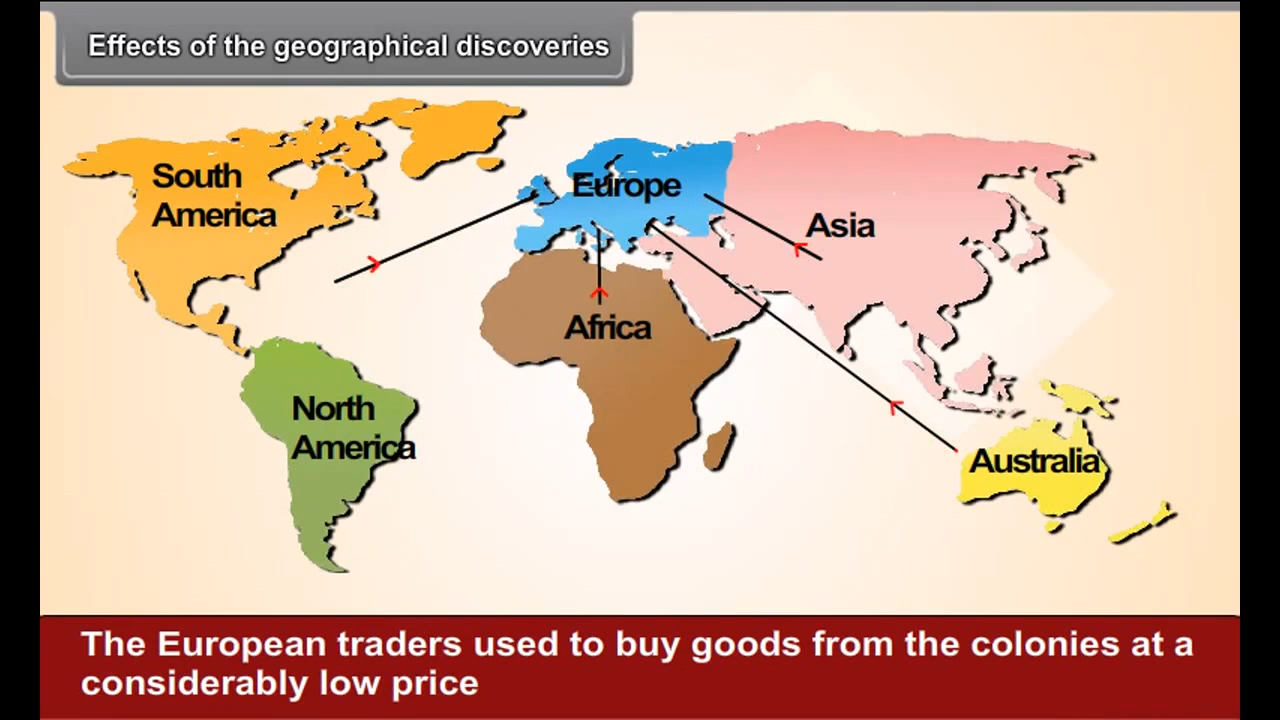 Effects of the geographical discoveries
South
America
Europe
Asia
Africa
North
America
Australia
The European traders used to buy goods from the colonies at a
considerably low price